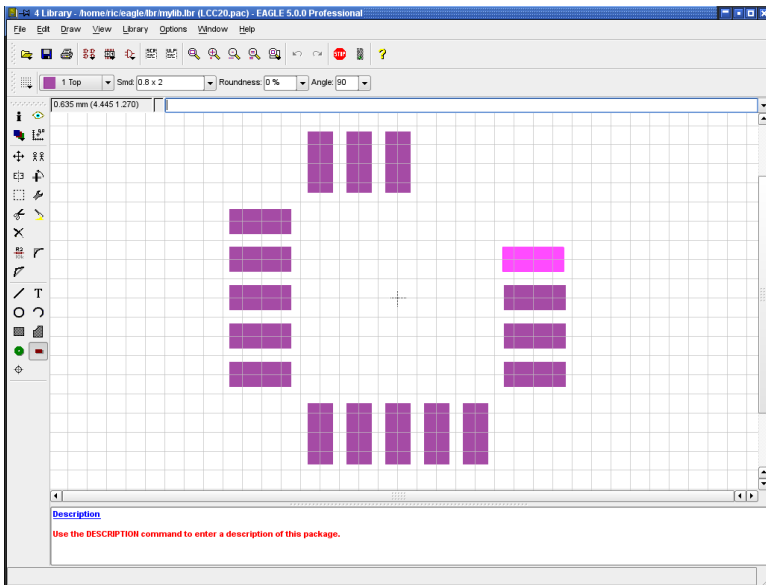 4 Library - /home/ric/eagle/lbr/mylib.lbr (LCC20.pac) - EAGLE 5.0.0 Professional
File Edit Draw View Library Options Window Help
STOP ?
1 Top Smd: 0.8 x 2 Roundness: 0 % Angle: 90
0.635 mm (4.445 1.270)
Description
Use the DESCRIPTION command to enter a description of this package.